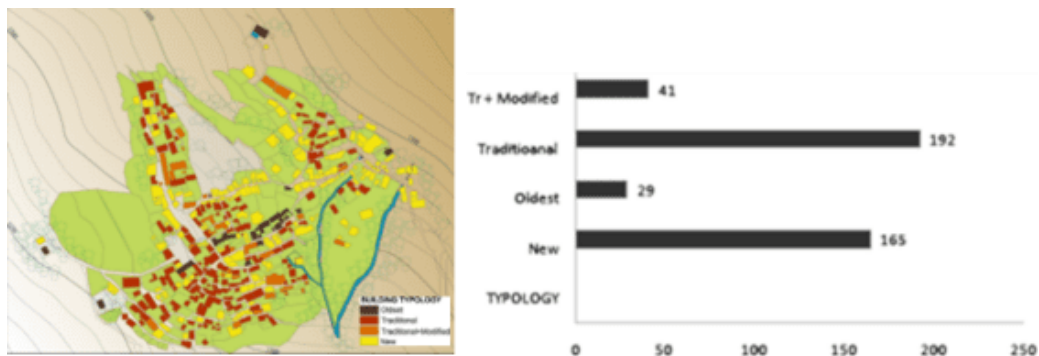 BUILDING TYPOLOGY
Oldest
Traditional
Traditional+Modified
New
Tr + Modified
41
Traditioanal
192
Oldest
29
New
165
TYPOLOGY
0 50 100 150 200 250